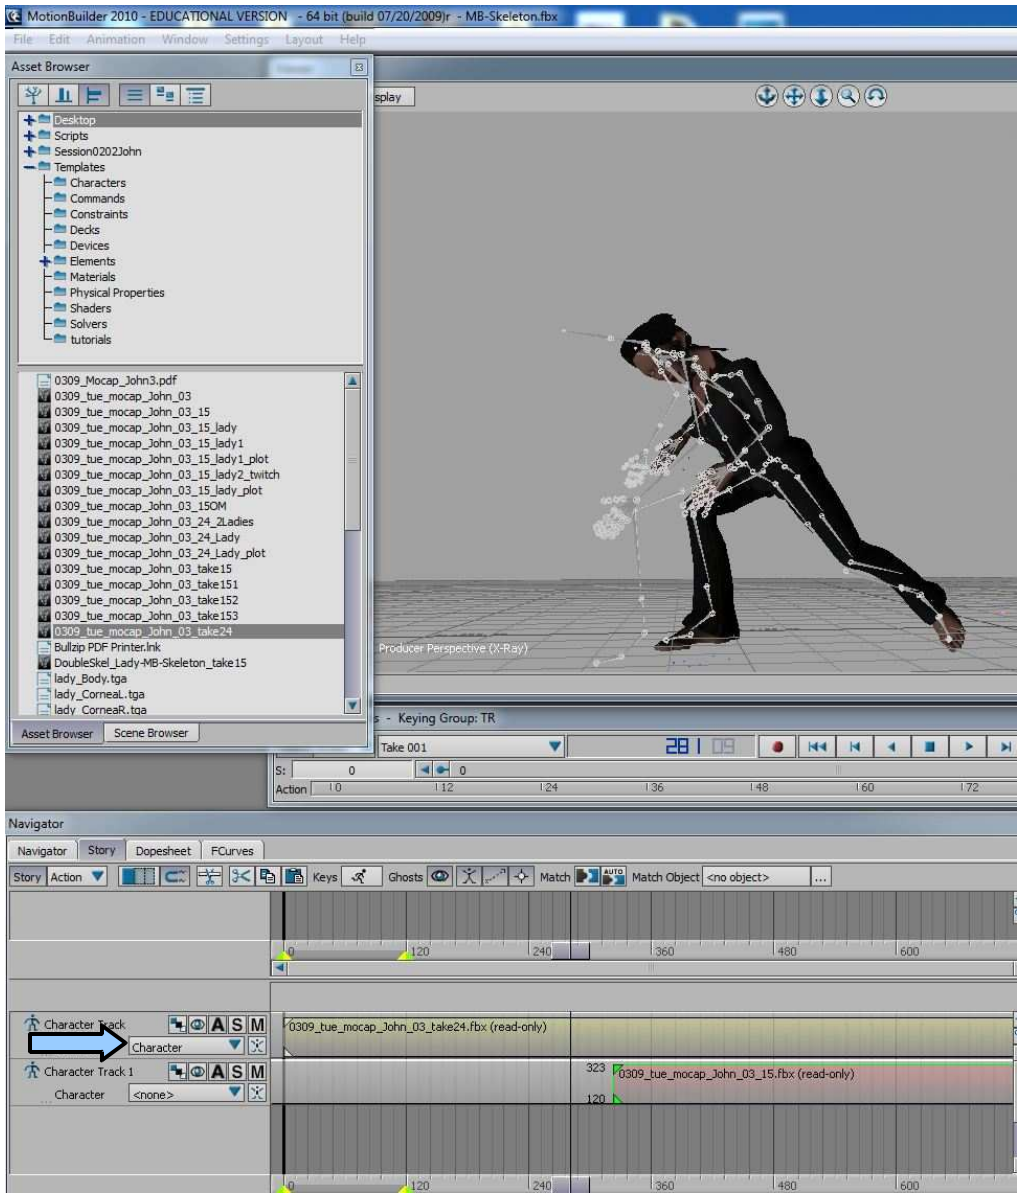 MotionBuilder 2010 - EDUCATIONAL VERSION - 64 bit (build 07/20/2009)r - MB-Skeleton.fbx
File Edit Animation Window Settings Layout Help
Asset Browser
splay
Desktop
Scripts
Session0202John
Templates
Characters
Commands
Constraints
Decks
Devices
Elements
Materials
Physical Properties
Shaders
Solvers
tutorials
0309_Mocap_John3.pdf
0309_tue_mocap_John_03
0309_tue_mocap_John_03_15
0309_tue_mocap_John_03_15_lady
0309_tue_mocap_John_03_15_lady1
0309_tue_mocap_John_03_15_lady1_plot
0309_tue_mocap_John_03_15_lady2_twitch
0309_tue_mocap_John_03_15_lady_plot
0309_tue_mocap_John_03_15OM
0309_tue_mocap_John_03_24_2Ladies
0309_tue_mocap_John_03_24_Lady
0309_tue_mocap_John_03_24_Lady_plot
0309_tue_mocap_John_03_take15
0309_tue_mocap_John_03_take151
0309_tue_mocap_John_03_take152
0309_tue_mocap_John_03_take153
0309_tue_mocap_John_03_take24
Bullzip PDF Printer.lnk
DoubleSkel_Lady-MB-Skeleton_take15
lady_Body.tga
lady_CorneaL.tga
lady_CorneaR.tga
Producer Perspective (X-Ray)
Asset Browser Scene Browser
s - Keying Group: TR
Take 001 281 09
S: 0 0
Action 0 12 24 36 48 60 72
Navigator
Navigator Story Dopesheet FCurves
Story Action Keys Ghosts Match AUTO Match Object <no object> ...
0 120 240 360 480 600
Character Track A S M 0309_tue_mocap_John_03_take24.fbx (read-only)
Character
Character Track 1 A S M 323 0309_tue_mocap_John_03_15.fbx (read-only)
... Character <none> 120
0 120 240 360 480 600